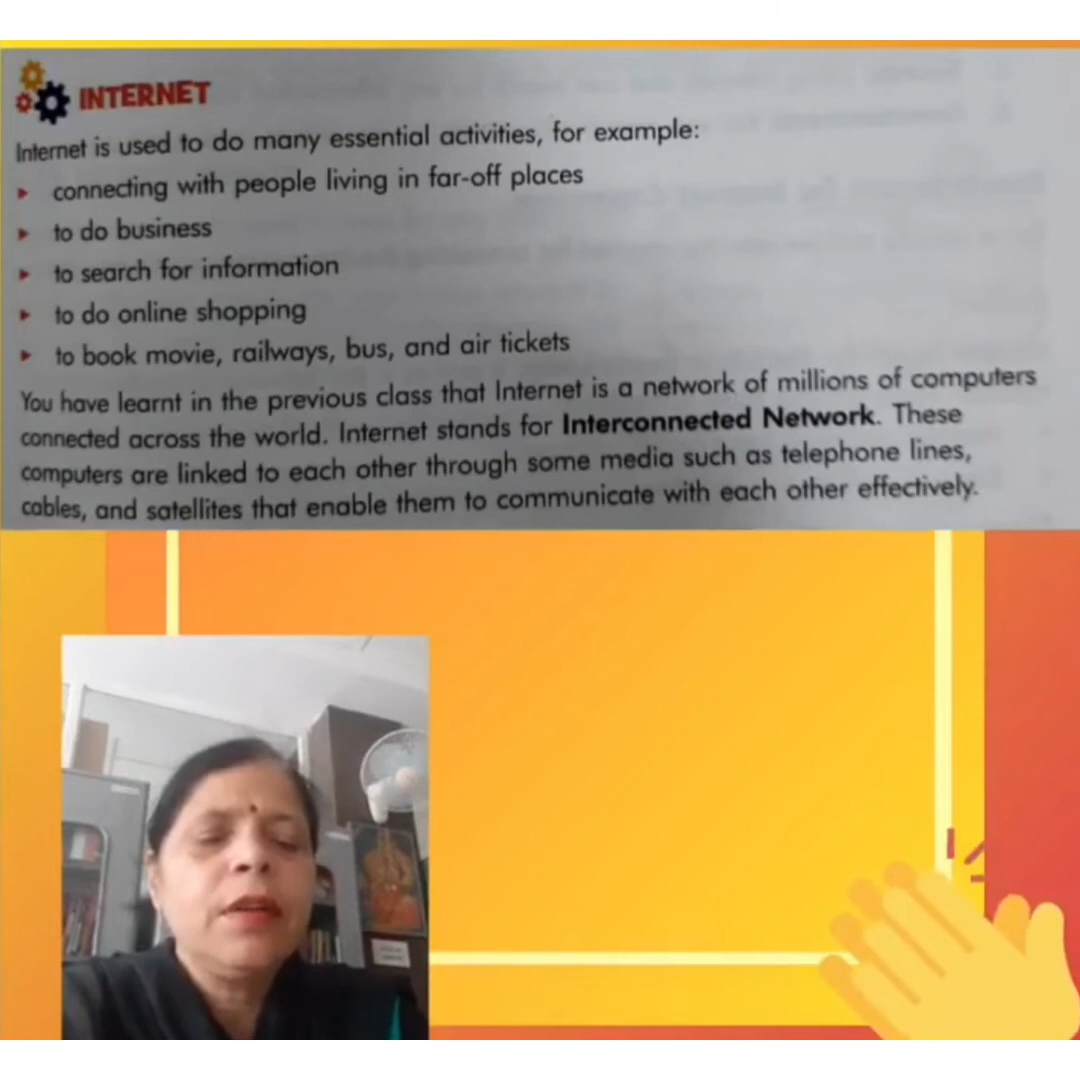 INTERNET
Internet is used to do many essential activities, for example:
connecting with people living in far-off places
to do business
to search for information
to do online shopping
to book movie, railways, bus, and air tickets
You have learnt in the previous class that Internet is a network of millions of computers
connected across the world. Internet stands for Interconnected Network. These
computers are linked to each other through some media such as telephone lines,
cables, and satellites that enable them to communicate with each other effectively.